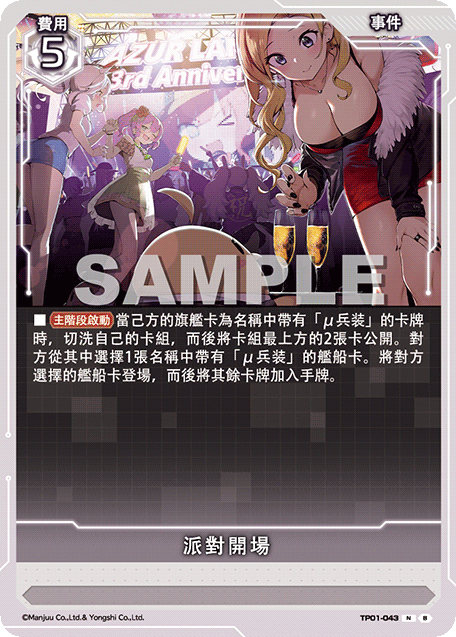 費用
5
事件
AZUR LA
3rd Anniver
祝
SAMPLE
■ 主階段啟動 當己方的旗艦卡為名稱中帶有「μ兵装」的卡牌
時，切洗自己的卡組，而後將卡組最上方的2張卡公開。對
方從其中選擇1張名稱中帶有「μ兵装」的艦船卡。將對方
選擇的艦船卡登場，而後將其餘卡牌加入手牌。
派對開場
©Manjuu Co.,Ltd.& Yongshi Co.,Ltd.
TP01-043 N B